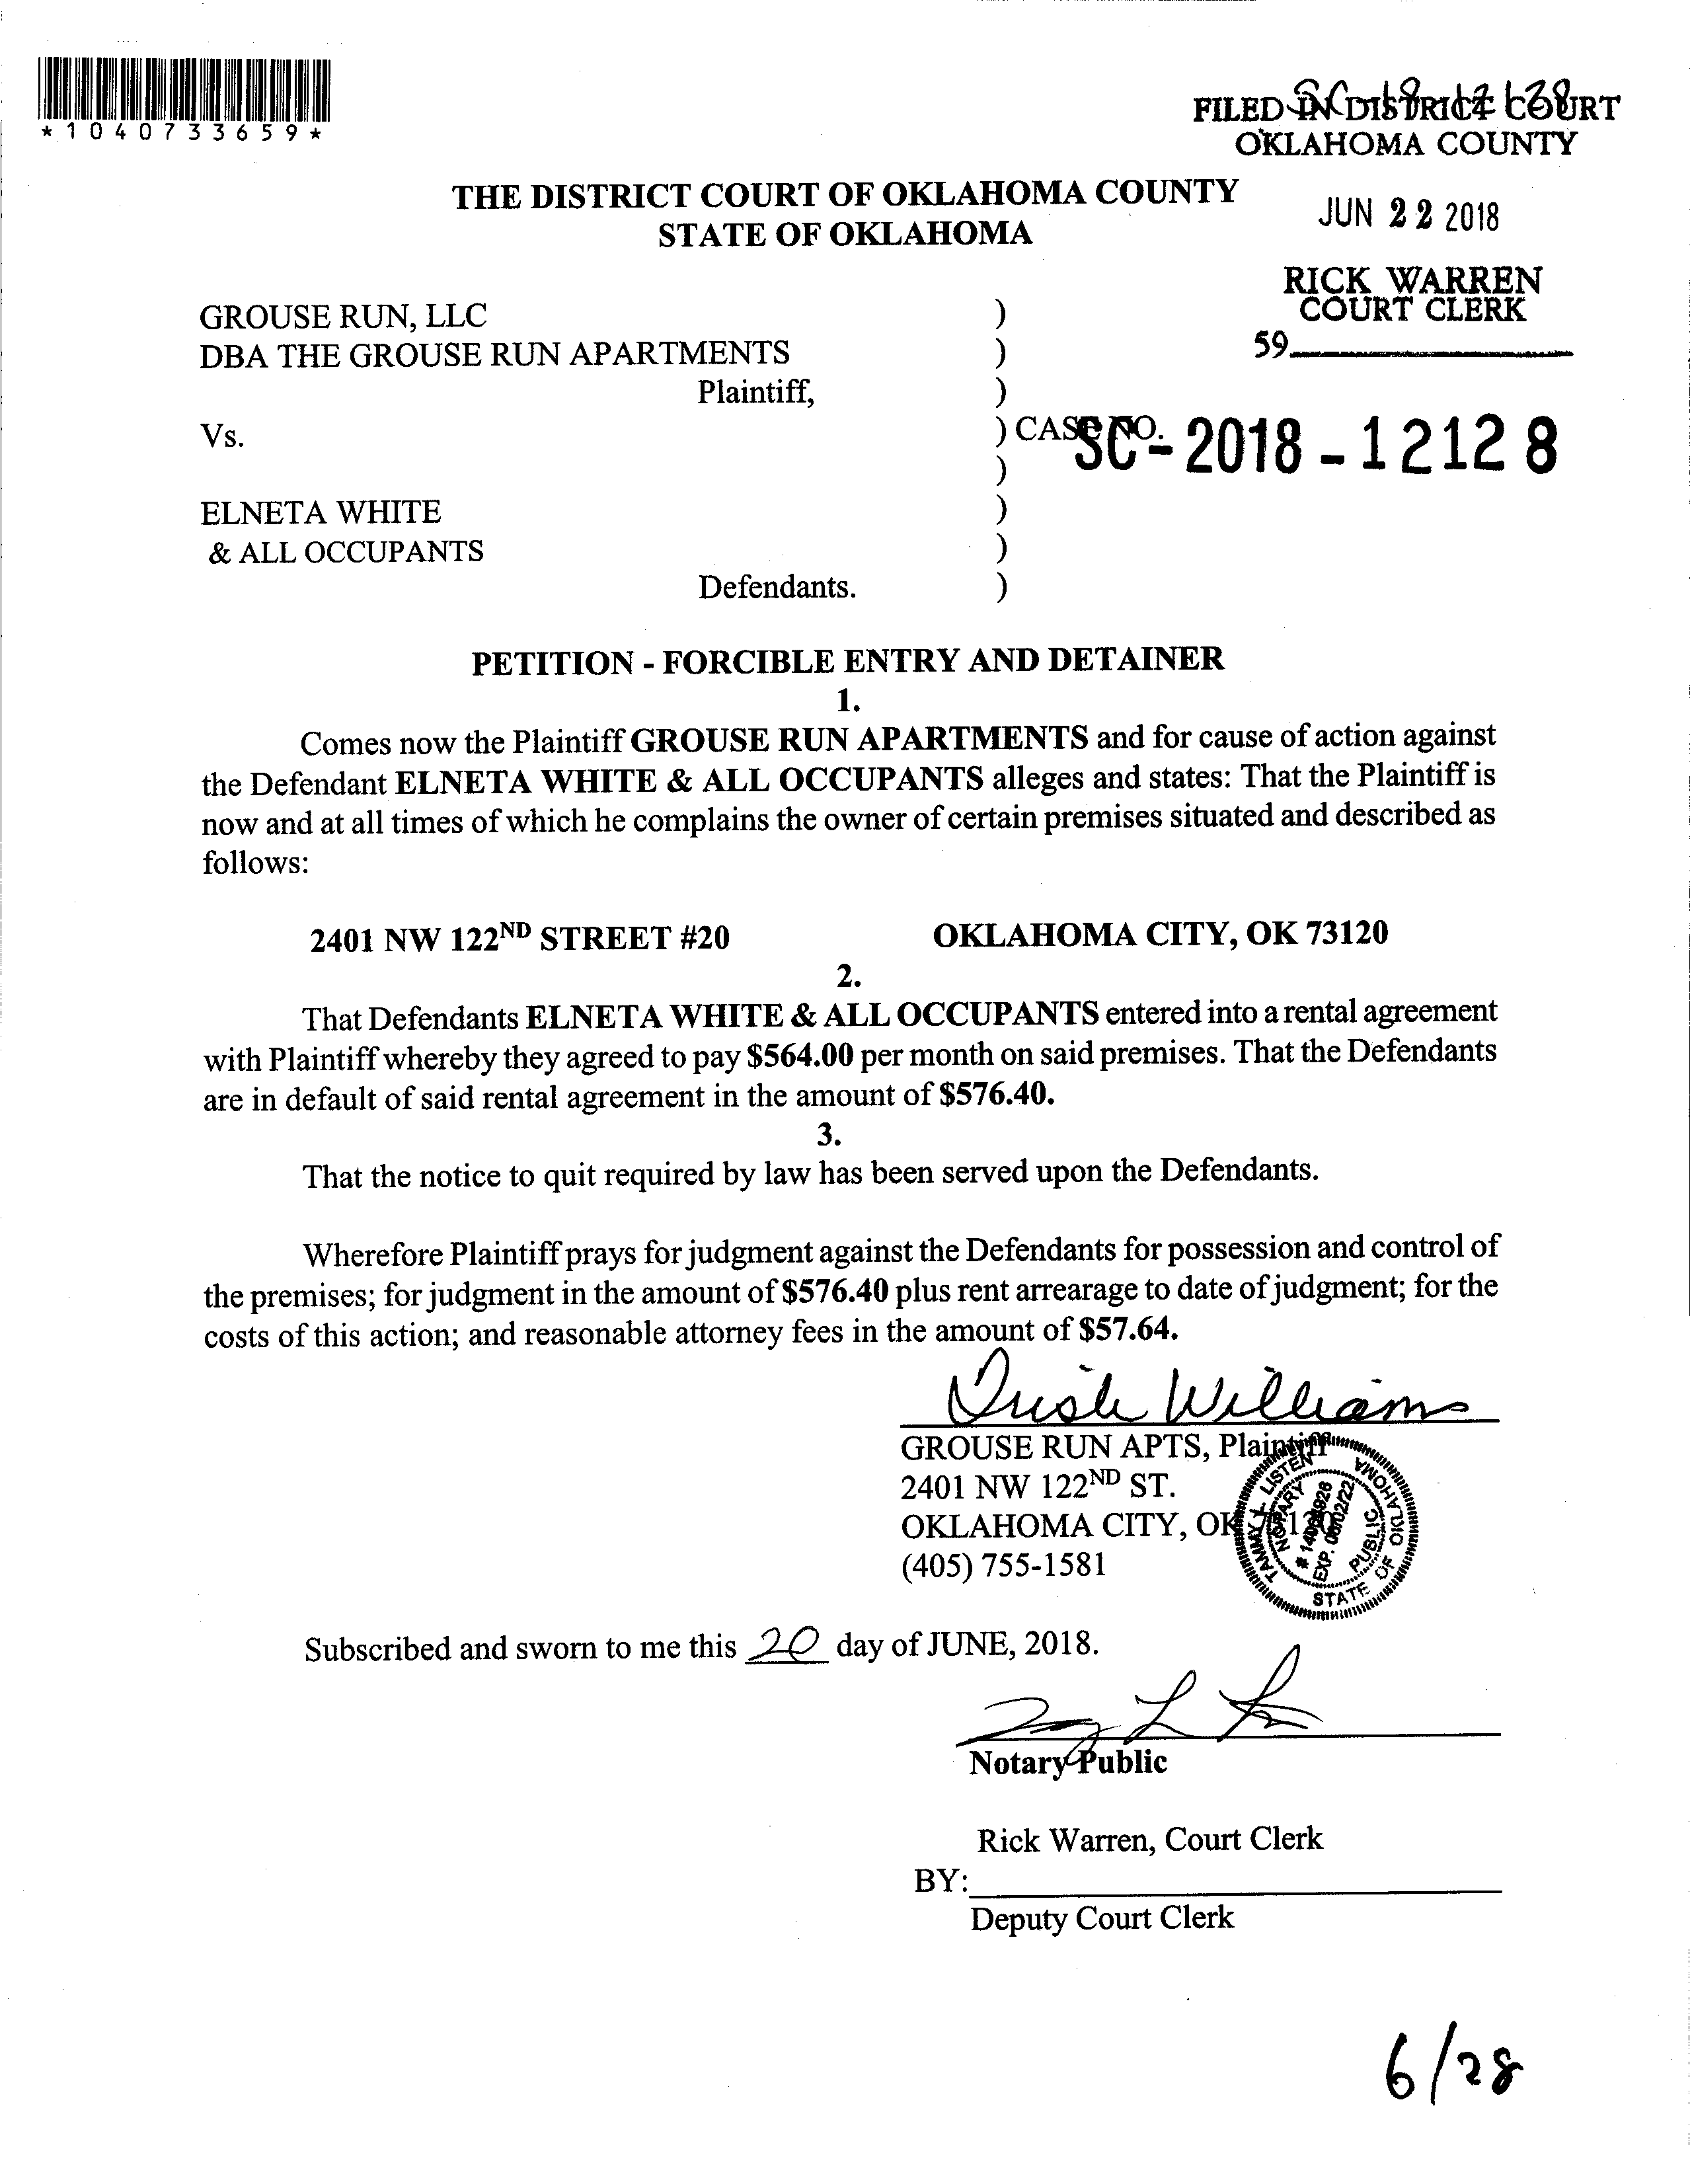 *1040733659*
FILED IN DISTRICT COURT
OKLAHOMA COUNTY
JUN 22 2018
RICK WARREN
COURT CLERK
59
THE DISTRICT COURT OF OKLAHOMA COUNTY
STATE OF OKLAHOMA
GROUSE RUN, LLC )
DBA THE GROUSE RUN APARTMENTS )
Plaintiff, )
Vs. ) CASE NO. SC-2018-12128
)
ELNETA WHITE )
& ALL OCCUPANTS )
Defendants. )
PETITION - FORCIBLE ENTRY AND DETAINER
1.
Comes now the Plaintiff GROUSE RUN APARTMENTS and for cause of action against
the Defendant ELNETA WHITE & ALL OCCUPANTS alleges and states: That the Plaintiff is
now and at all times of which he complains the owner of certain premises situated and described as
follows:
2401 NW 122ND STREET #20 OKLAHOMA CITY, OK 73120
2.
That Defendants ELNETA WHITE & ALL OCCUPANTS entered into a rental agreement
with Plaintiff whereby they agreed to pay $564.00 per month on said premises. That the Defendants
are in default of said rental agreement in the amount of $576.40.
3.
That the notice to quit required by law has been served upon the Defendants.
Wherefore Plaintiff prays for judgment against the Defendants for possession and control of
the premises; for judgment in the amount of $576.40 plus rent arrearage to date of judgment; for the
costs of this action; and reasonable attorney fees in the amount of $57.64.
Trish Williams
GROUSE RUN APTS, Plaintiff
2401 NW 122ND ST.
OKLAHOMA CITY, OK 73120
(405) 755-1581
TAMMY L LISTEN
NOTARY PUBLIC
EXP. 06/02/22
STATE OF OKLAHOMA
Subscribed and sworn to me this 20 day of JUNE, 2018.
Notary Public
Rick Warren, Court Clerk
BY:
Deputy Court Clerk
6/28